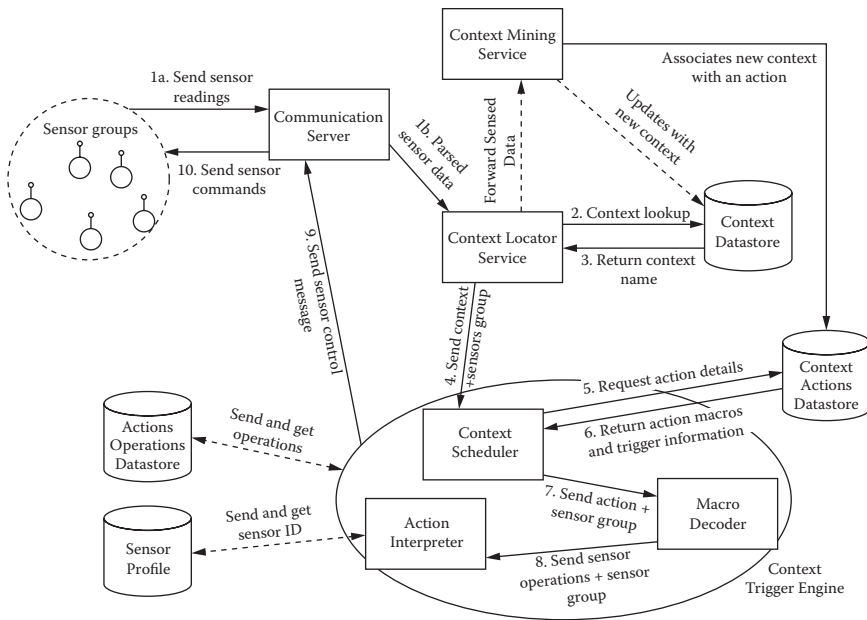 Context Mining
Service
Associates new context
with an action
1a. Send sensor
readings
Sensor groups
Communication
Server
10. Send sensor
commands
1b. Parsed
sensor data
Forward Sensed
Data
Updates with
new context
2. Context lookup
Context
Datastore
Context Locator
Service
3. Return context
name
9. Send sensor control
message
4. Send context
+sensors group
5. Request action details
Context
Actions
Datastore
6. Return action macros
and trigger information
Actions
Operations
Datastore
Send and get
operations
Context
Scheduler
7. Send action +
sensor group
Macro
Decoder
Send and get
sensor ID
Sensor
Profile
Action
Interpreter
8. Send sensor
operations + sensor
group
Context
Trigger Engine